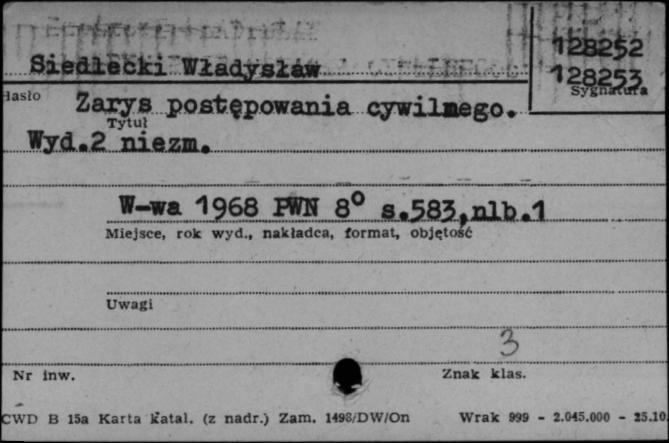 128252
Siedlecki Władysław
128253
Hasło
Sygnatura
Zarys postępowania cywilnego.
Tytuł
Wyd.2 niezm.
W-wa 1968 PWN 8° s.583,nlb.1
Miejsce, rok wyd., nakładca, format, objętość
Uwagi
3
Nr inw.
Znak klas.
CWD B 15a Karta katal. (z nadr.) Zam. 1498/DW/On Wrak 999 - 2.045.000 - 25.10.